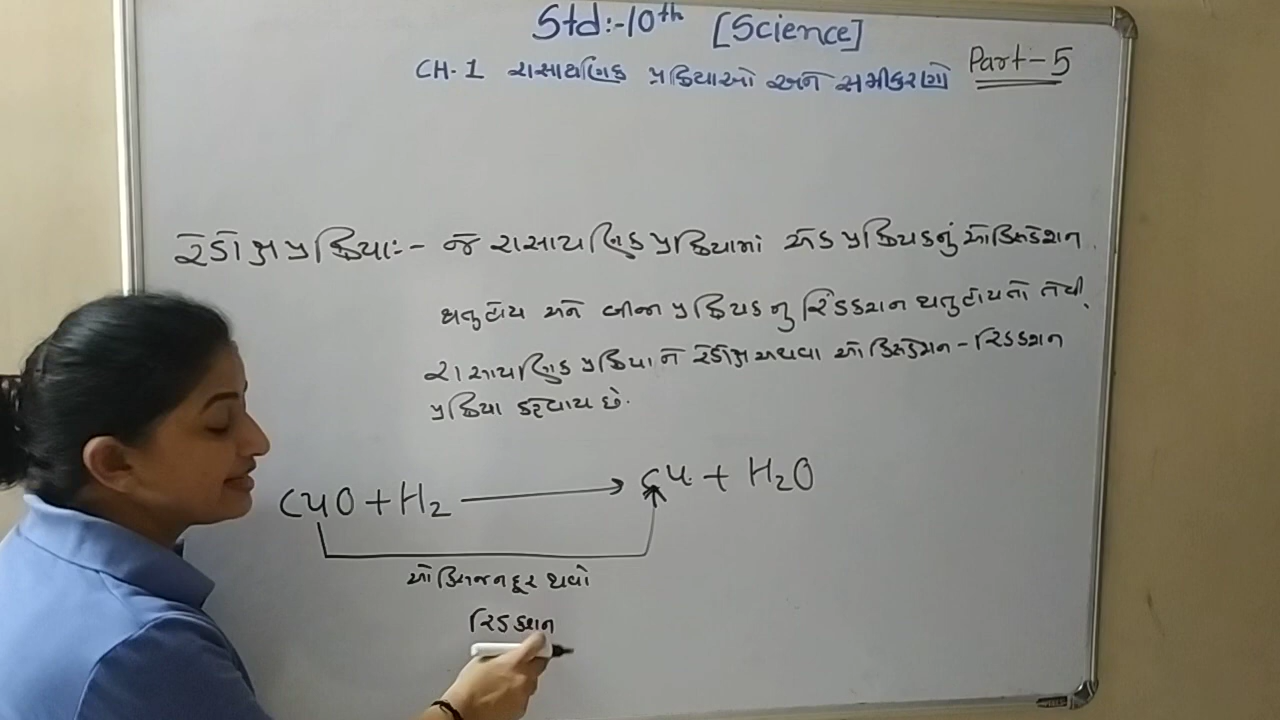 Std:-10th [Science]
CH.1 રાસાયણિક પ્રક્રિયાઓ અને સમીકરણો Part-5
રેડોક્ષ પ્રક્રિયા:- જે રાસાયણિક પ્રક્રિયામાં એક પ્રક્રિયકનું ઓક્સિડેશન
થતુ હોય અને બીજા પ્રક્રિયક નુ રિડક્શન થતુ હોય તો તેવી
રાસાયણિક પ્રક્રિયા ને રેડોક્ષ અથવા ઓક્સિડેશન - રિડક્શન
પ્રક્રિયા કહેવાય છે.
CuO + H₂ → Cu + H₂O
ઓક્સિજન દૂર થવો
રિડક્શન